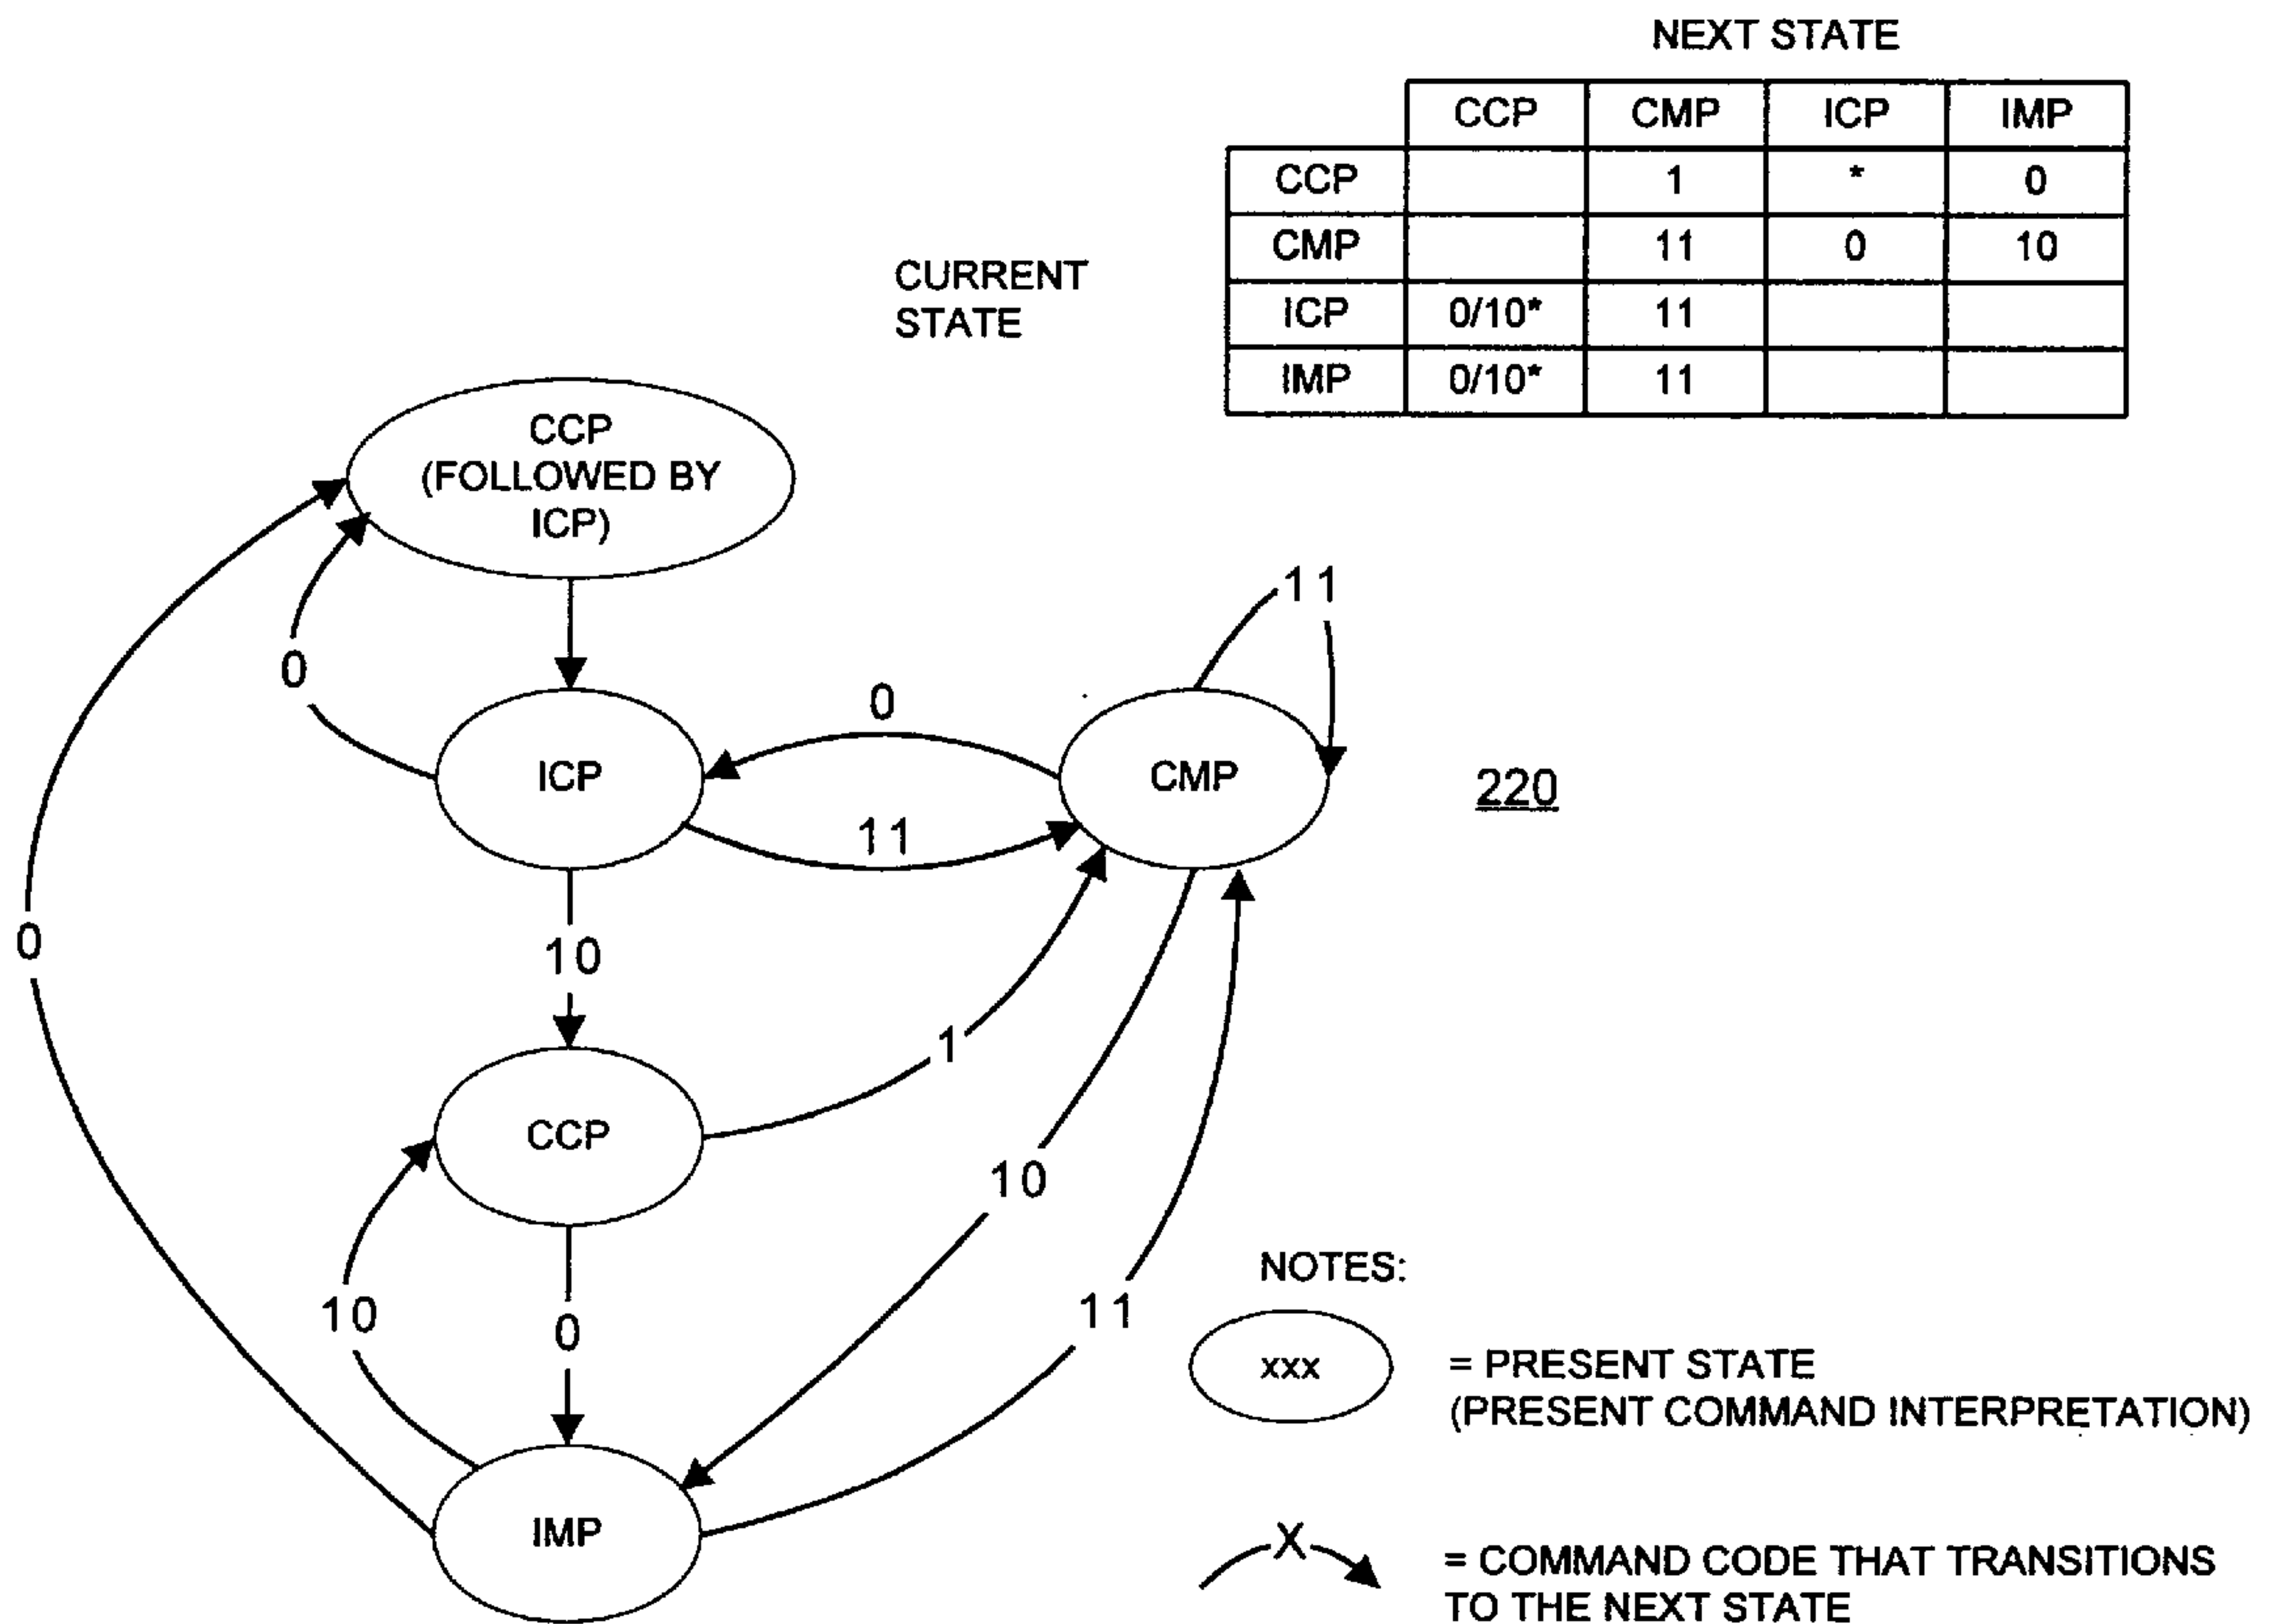 NEXT STATE
CCP CMP ICP IMP
CCP 1 * 0
CMP 11 0 10
ICP 0/10* 11
IMP 0/10* 11
CURRENT
STATE
CCP
(FOLLOWED BY
ICP)
11
0
0
ICP
CMP
220
11
0
10
1
CCP
10
10
0
11
IMP
NOTES:
xxx
= PRESENT STATE
(PRESENT COMMAND INTERPRETATION)
X
= COMMAND CODE THAT TRANSITIONS
TO THE NEXT STATE